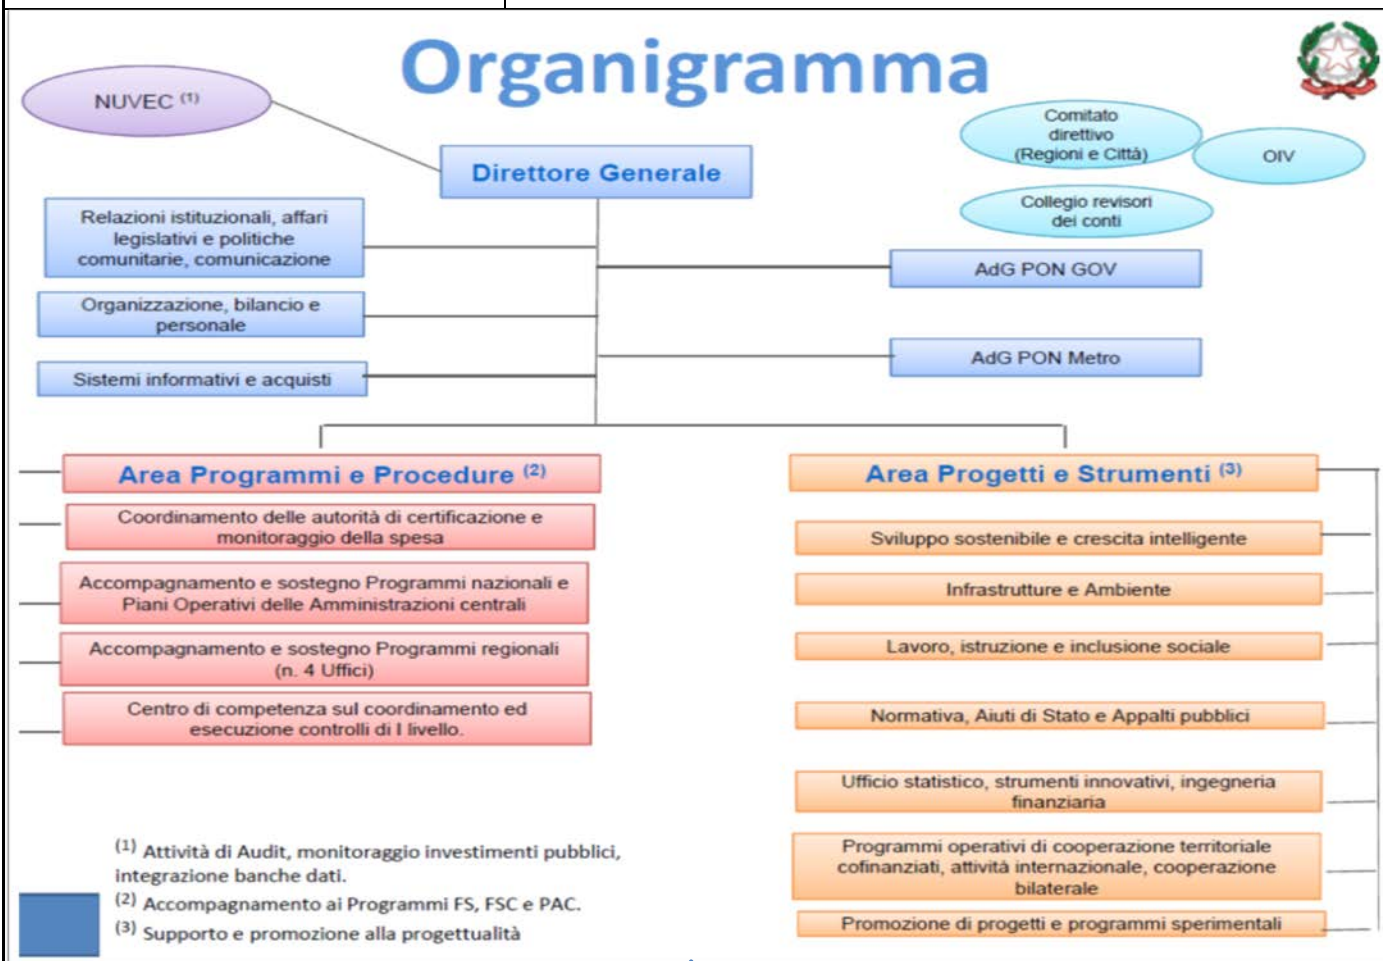 Organigramma
NUVEC (1)
Comitato
direttivo
(Regioni e Città)
OIV
Direttore Generale
Collegio revisori
dei conti
Relazioni istituzionali, affari
legislativi e politiche
comunitarie, comunicazione
AdG PON GOV
Organizzazione, bilancio e
personale
AdG PON Metro
Sistemi informativi e acquisti
Area Programmi e Procedure (2)
Coordinamento delle autorità di certificazione e
monitoraggio della spesa
Accompagnamento e sostegno Programmi nazionali e
Piani Operativi delle Amministrazioni centrali
Accompagnamento e sostegno Programmi regionali
(n. 4 Uffici)
Centro di competenza sul coordinamento ed
esecuzione controlli di I livello.
Area Progetti e Strumenti (3)
Sviluppo sostenibile e crescita intelligente
Infrastrutture e Ambiente
Lavoro, istruzione e inclusione sociale
Normativa, Aiuti di Stato e Appalti pubblici
Ufficio statistico, strumenti innovativi, ingegneria
finanziaria
Programmi operativi di cooperazione territoriale
cofinanziati, attività internazionale, cooperazione
bilaterale
Promozione di progetti e programmi sperimentali
(1) Attività di Audit, monitoraggio investimenti pubblici,
integrazione banche dati.
(2) Accompagnamento ai Programmi FS, FSC e PAC.
(3) Supporto e promozione alla progettualità